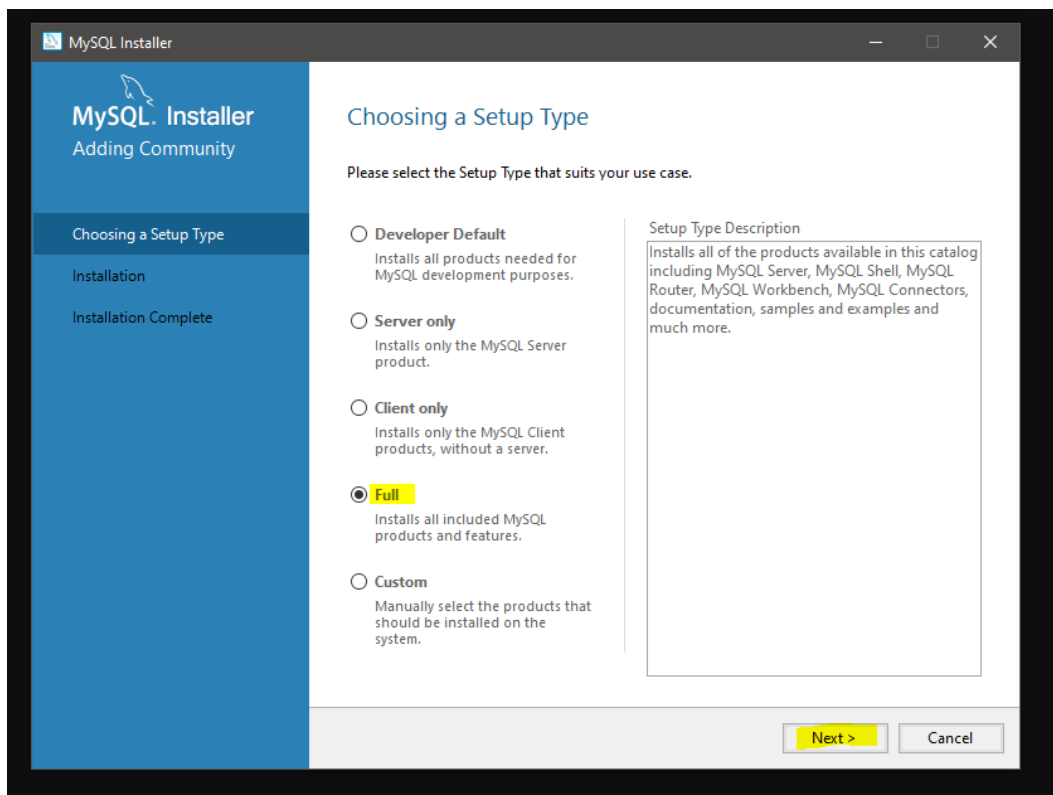 MySQL Installer
MySQL. Installer
Adding Community
Choosing a Setup Type
Installation
Installation Complete
Choosing a Setup Type
Please select the Setup Type that suits your use case.
Developer Default
Installs all products needed for
MySQL development purposes.
Server only
Installs only the MySQL Server
product.
Client only
Installs only the MySQL Client
products, without a server.
Full
Installs all included MySQL
products and features.
Custom
Manually select the products that
should be installed on the
system.
Setup Type Description
Installs all of the products available in this catalog
including MySQL Server, MySQL Shell, MySQL
Router, MySQL Workbench, MySQL Connectors,
documentation, samples and examples and
much more.
Next >
Cancel